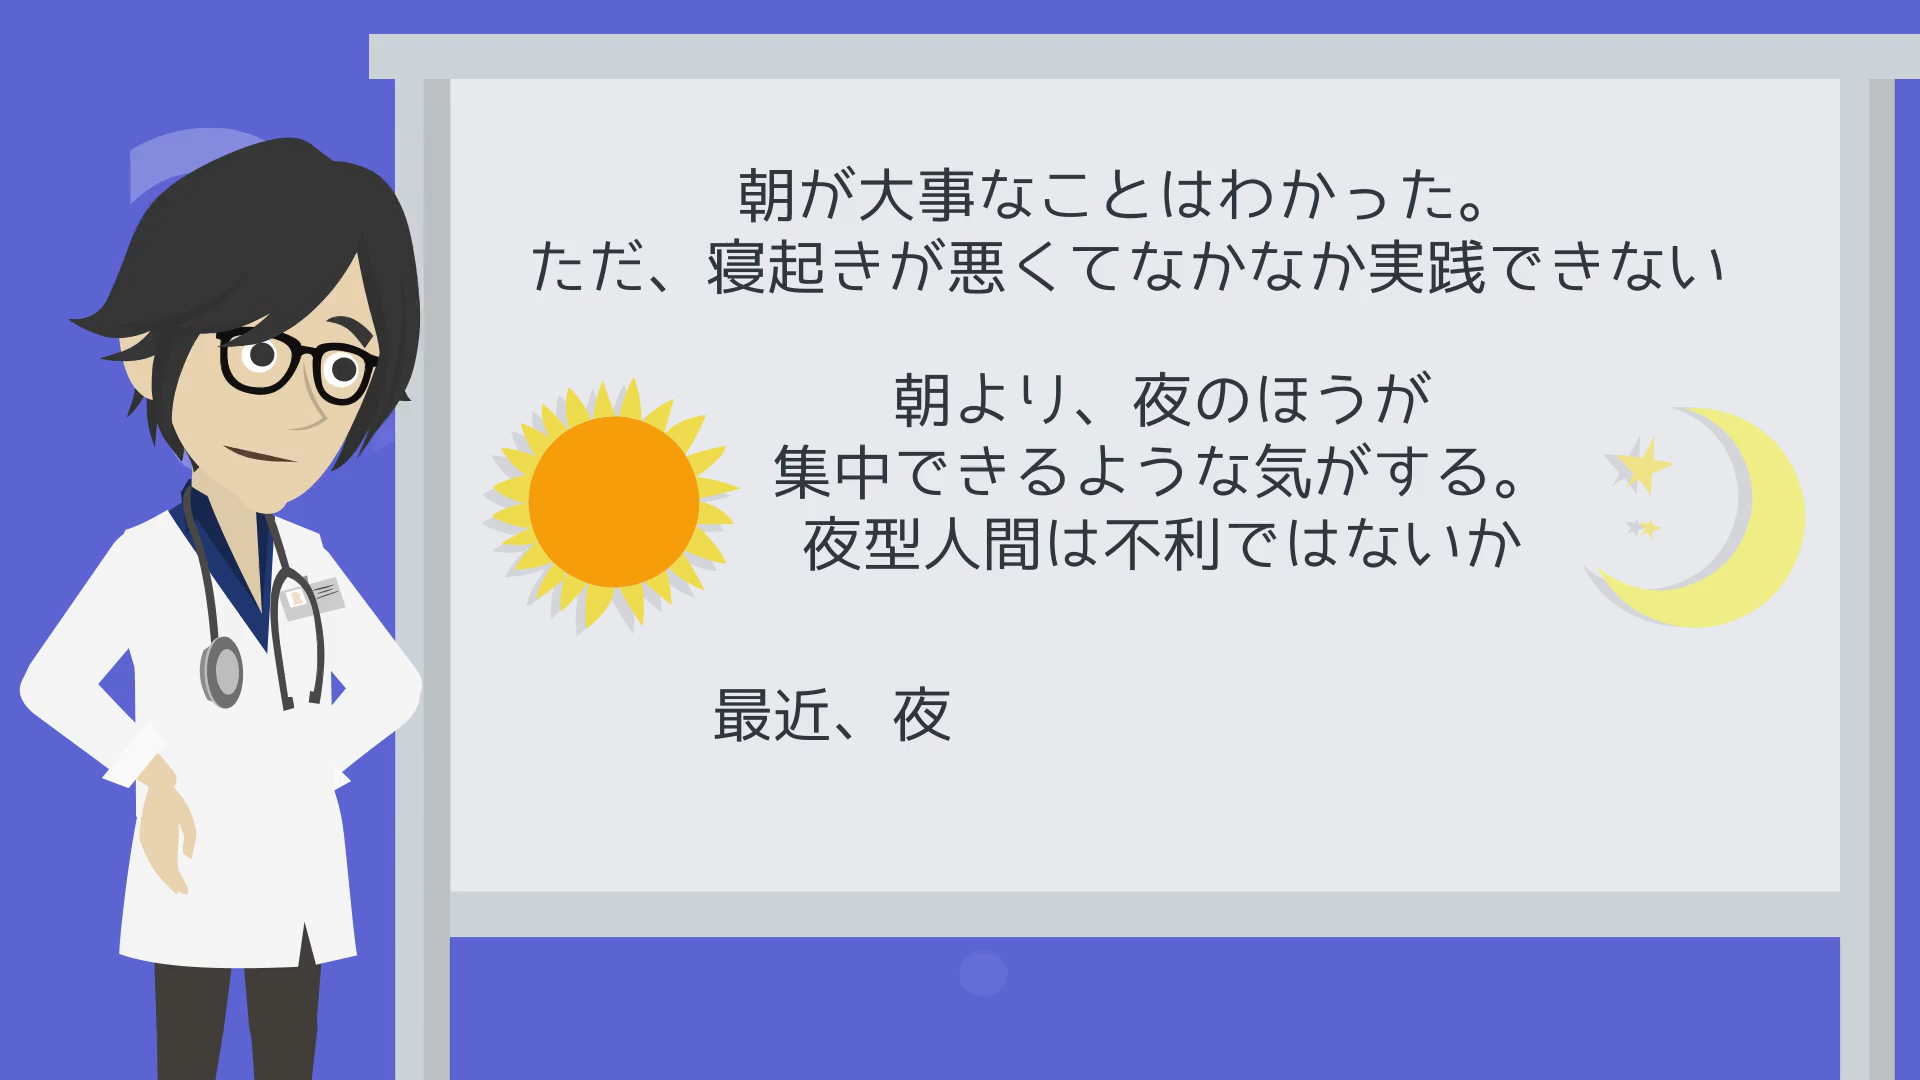 朝が大事なことはわかった。
ただ、寝起きが悪くてなかなか実践できない
朝より、夜のほうが
集中できるような気がする。
夜型人間は不利ではないか
最近、夜